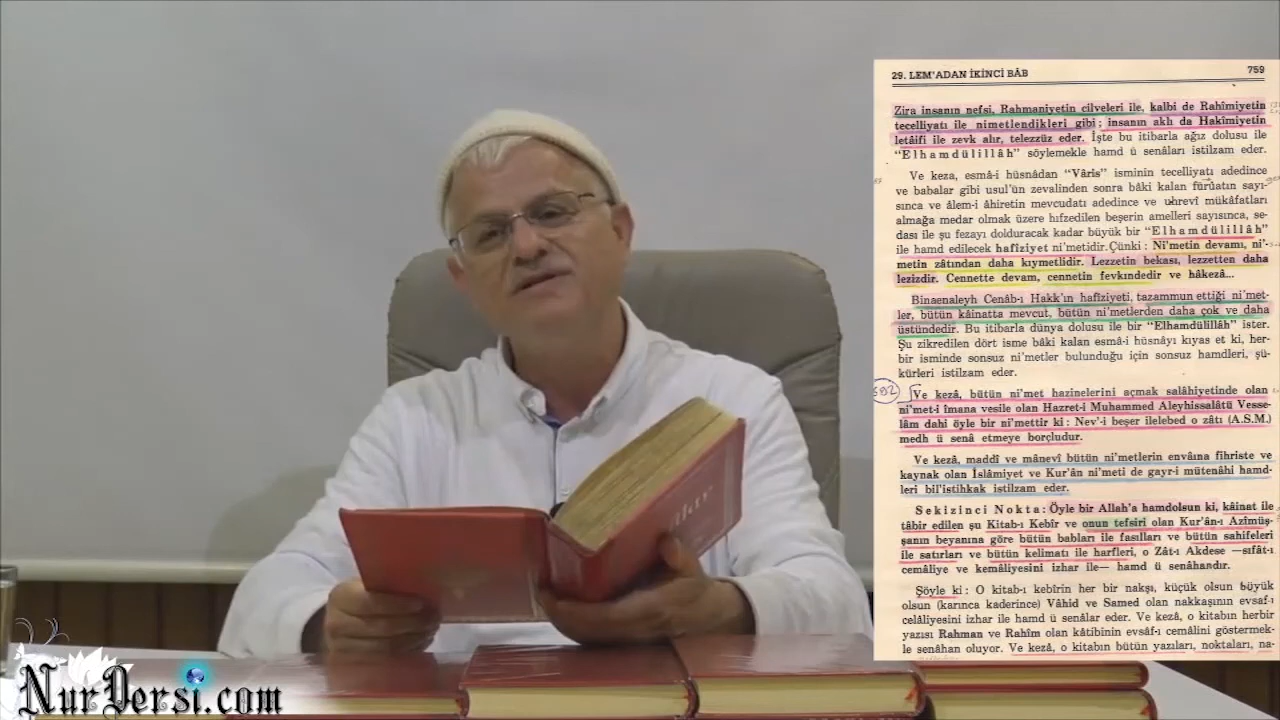 29. LEM'ADAN İKİNCİ BÂB 759
Zira insanın nefsi, Rahmaniyetin cilveleri ile, kalbi de Rahîmiyetin
tecelliyatı ile nimetlendikleri gibi; insanın aklı da Hakîmiyetin
letâifi ile zevk alır, telezzüz eder. İşte bu itibarla ağız dolusu ile
"Elhamdülillâh" söylemekle hamd ü senâları istilzam eder.
Ve keza, esmâ-i hüsnâdan "Vâris" isminin tecelliyatı adedince
ve babalar gibi usul'ün zevalinden sonra bâki kalan fürûatın sayı-
sınca ve âlem-i âhiretin mevcudatı adedince ve uhrevî mükâfatları
almağa medar olmak üzere hıfzedilen beşerin amelleri sayısınca, se-
dası ile şu fezayı dolduracak kadar büyük bir "Elhamdülillâh"
ile hamd edilecek hafîziyet ni'metidir. Çünki: Ni'metin devamı, ni'-
metin zâtından daha kıymetlidir. Lezzetin bekası, lezzetten daha
lezizdir. Cennette devam, cennetin fevkındedir ve hâkezâ...
Binaenaleyh Cenâb-ı Hakk'ın hafîziyeti, tazammun ettiği ni'met-
ler, bütün kâinatta mevcut, bütün ni'metlerden daha çok ve daha
üstündedir. Bu itibarla dünya dolusu ile bir "Elhamdülillâh" ister.
Şu zikredilen dört isme bâki kalan esmâ-i hüsnâyı kıyas et ki, her-
bir isminde sonsuz ni'metler bulunduğu için sonsuz hamdleri, şü-
kürleri istilzam eder.
592
Ve kezâ, bütün ni'met hazinelerini açmak salâhiyetinde olan
ni'met-i îmana vesile olan Hazret-i Muhammed Aleyhissalâtü Vesse-
lâm dahi öyle bir ni'mettir ki: Nev'-i beşer ilelebed o zâtı (A.S.M.)
medh ü senâ etmeye borçludur.
Ve kezâ, maddî ve mânevî bütün ni'metlerin envâına fihriste ve
kaynak olan İslâmiyet ve Kur'ân ni'meti de gayr-i mütenâhi hamd-
leri bil'istihkak istilzam eder.
Sekizinci Nokta: Öyle bir Allah'a hamdolsun ki, kâinat ile
tâbir edilen şu Kitab-ı Kebîr ve onun tefsiri olan Kur'ân-ı Azîmüş-
şanın beyanına göre bütün babları ile fasılları ve bütün sahifeleri
ile satırları ve bütün kelimatı ile harfleri, o Zât-ı Akdese —sıfât-ı
cemâliye ve kemâliyesini izhar ile— hamd ü senâhandır.
Şöyle ki: O kitab-ı kebîrin her bir nakşı, küçük olsun büyük
olsun (karınca kaderince) Vâhid ve Samed olan nakkaşının evsaf-ı
celâliyesini izhar ile hamd ü senâlar eder. Ve kezâ, o kitabın herbir
yazısı Rahman ve Rahîm olan kâtibinin evsâf-ı cemâlini göstermek-
le senâhan oluyor. Ve kezâ, o kitabın bütün yazıları, noktaları, na-
NurDersi.com